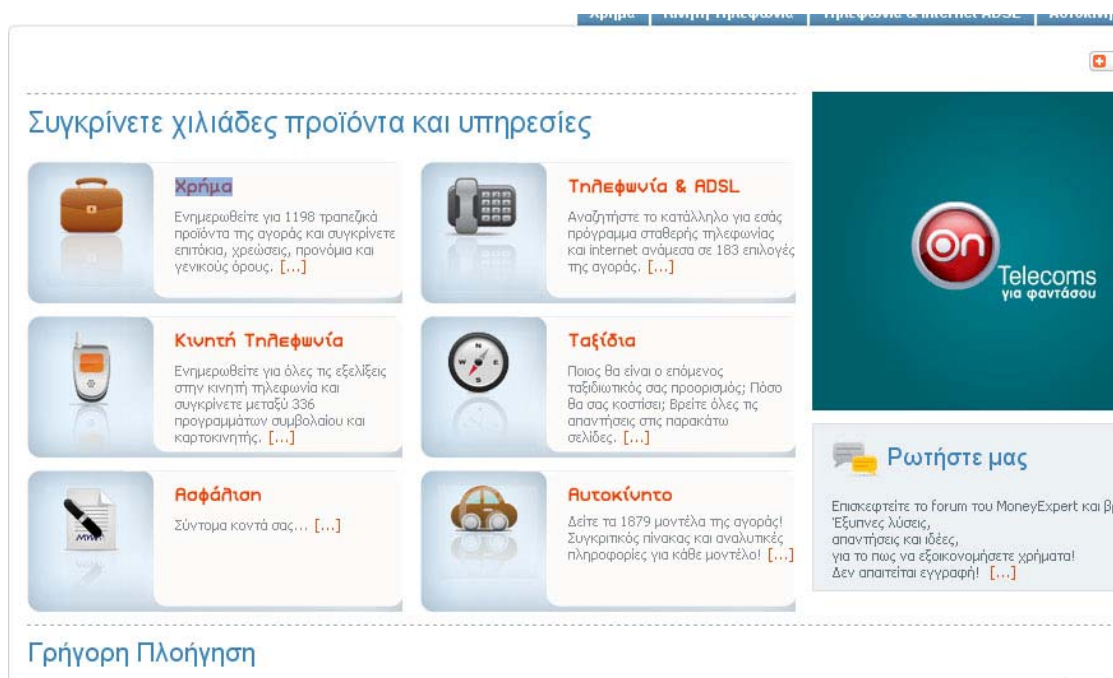 Χρήμα Κινητή Τηλεφωνία Τηλεφωνία & Internet ADSL
Συγκρίνετε χιλιάδες προϊόντα και υπηρεσίες
Χρήμα
Ενημερωθείτε για 1198 τραπεζικά
προϊόντα της αγοράς και συγκρίνετε
επιτόκια, χρεώσεις, προνόμια και
γενικούς όρους. [...]
Τηλεφωνία & ADSL
Αναζητήστε το κατάλληλο για εσάς
πρόγραμμα σταθερής τηλεφωνίας
και internet ανάμεσα σε 183 επιλογές
της αγοράς. [...]
Κινητή Τηλεφωνία
Ενημερωθείτε για όλες τις εξελίξεις
στην κινητή τηλεφωνία και
συγκρίνετε μεταξύ 336
προγραμμάτων συμβολαίου και
καρτοκινητής. [...]
Ταξίδια
Ποιος θα είναι ο επόμενος
ταξιδιωτικός σας προορισμός; Πόσο
θα σας κοστίσει; Βρείτε όλες τις
απαντήσεις στις παρακάτω
σελίδες. [...]
Ασφάλιση
Σύντομα κοντά σας... [...]
Αυτοκίνητο
Δείτε τα 1879 μοντέλα της αγοράς!
Συγκριτικός πίνακας και αναλυτικές
πληροφορίες για κάθε μοντέλο! [...]
on
Telecoms
για φαντάσου
Ρωτήστε μας
Επισκεφτείτε το forum του MoneyExpert και
Έξυπνες λύσεις,
απαντήσεις και ιδέες,
για το πως να εξοικονομήσετε χρήματα!
Δεν απαιτείται εγγραφή! [...]
Γρήγορη Πλοήγηση